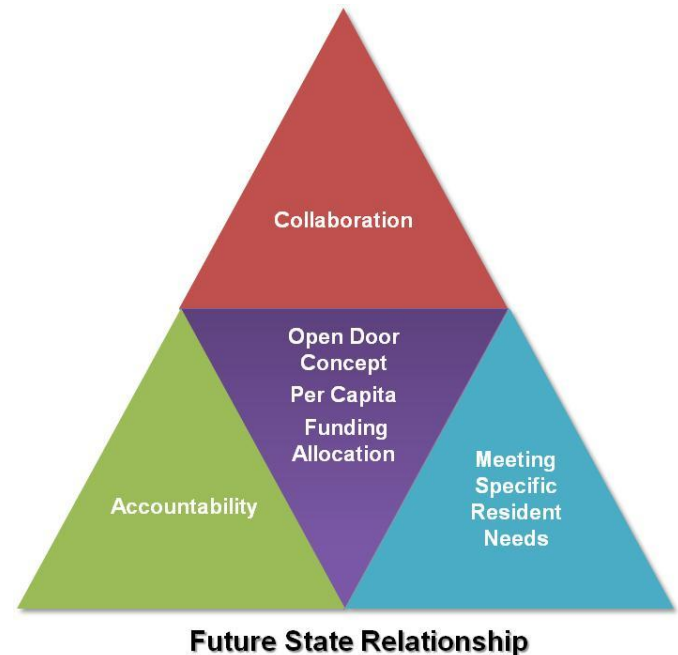 Collaboration
Open Door
Concept
Per Capita
Funding
Allocation
Accountability
Meeting
Specific
Resident
Needs
Future State Relationship